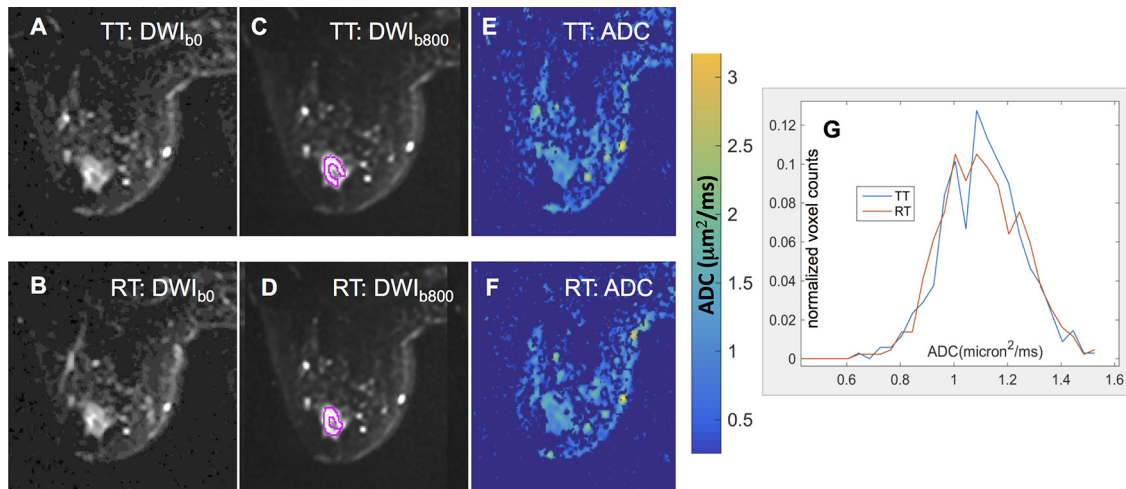 A TT: DWIb0
C TT: DWIb800
E TT: ADC
B RT: DWIb0
D RT: DWIb800
F RT: ADC
ADC (μm²/ms)
3
2.5
2
1.5
1
0.5
G
normalized voxel counts
0.12
0.1
0.08
0.06
0.04
0.02
0
TT
RT
ADC(micron²/ms)
0.6 0.8 1 1.2 1.4 1.6